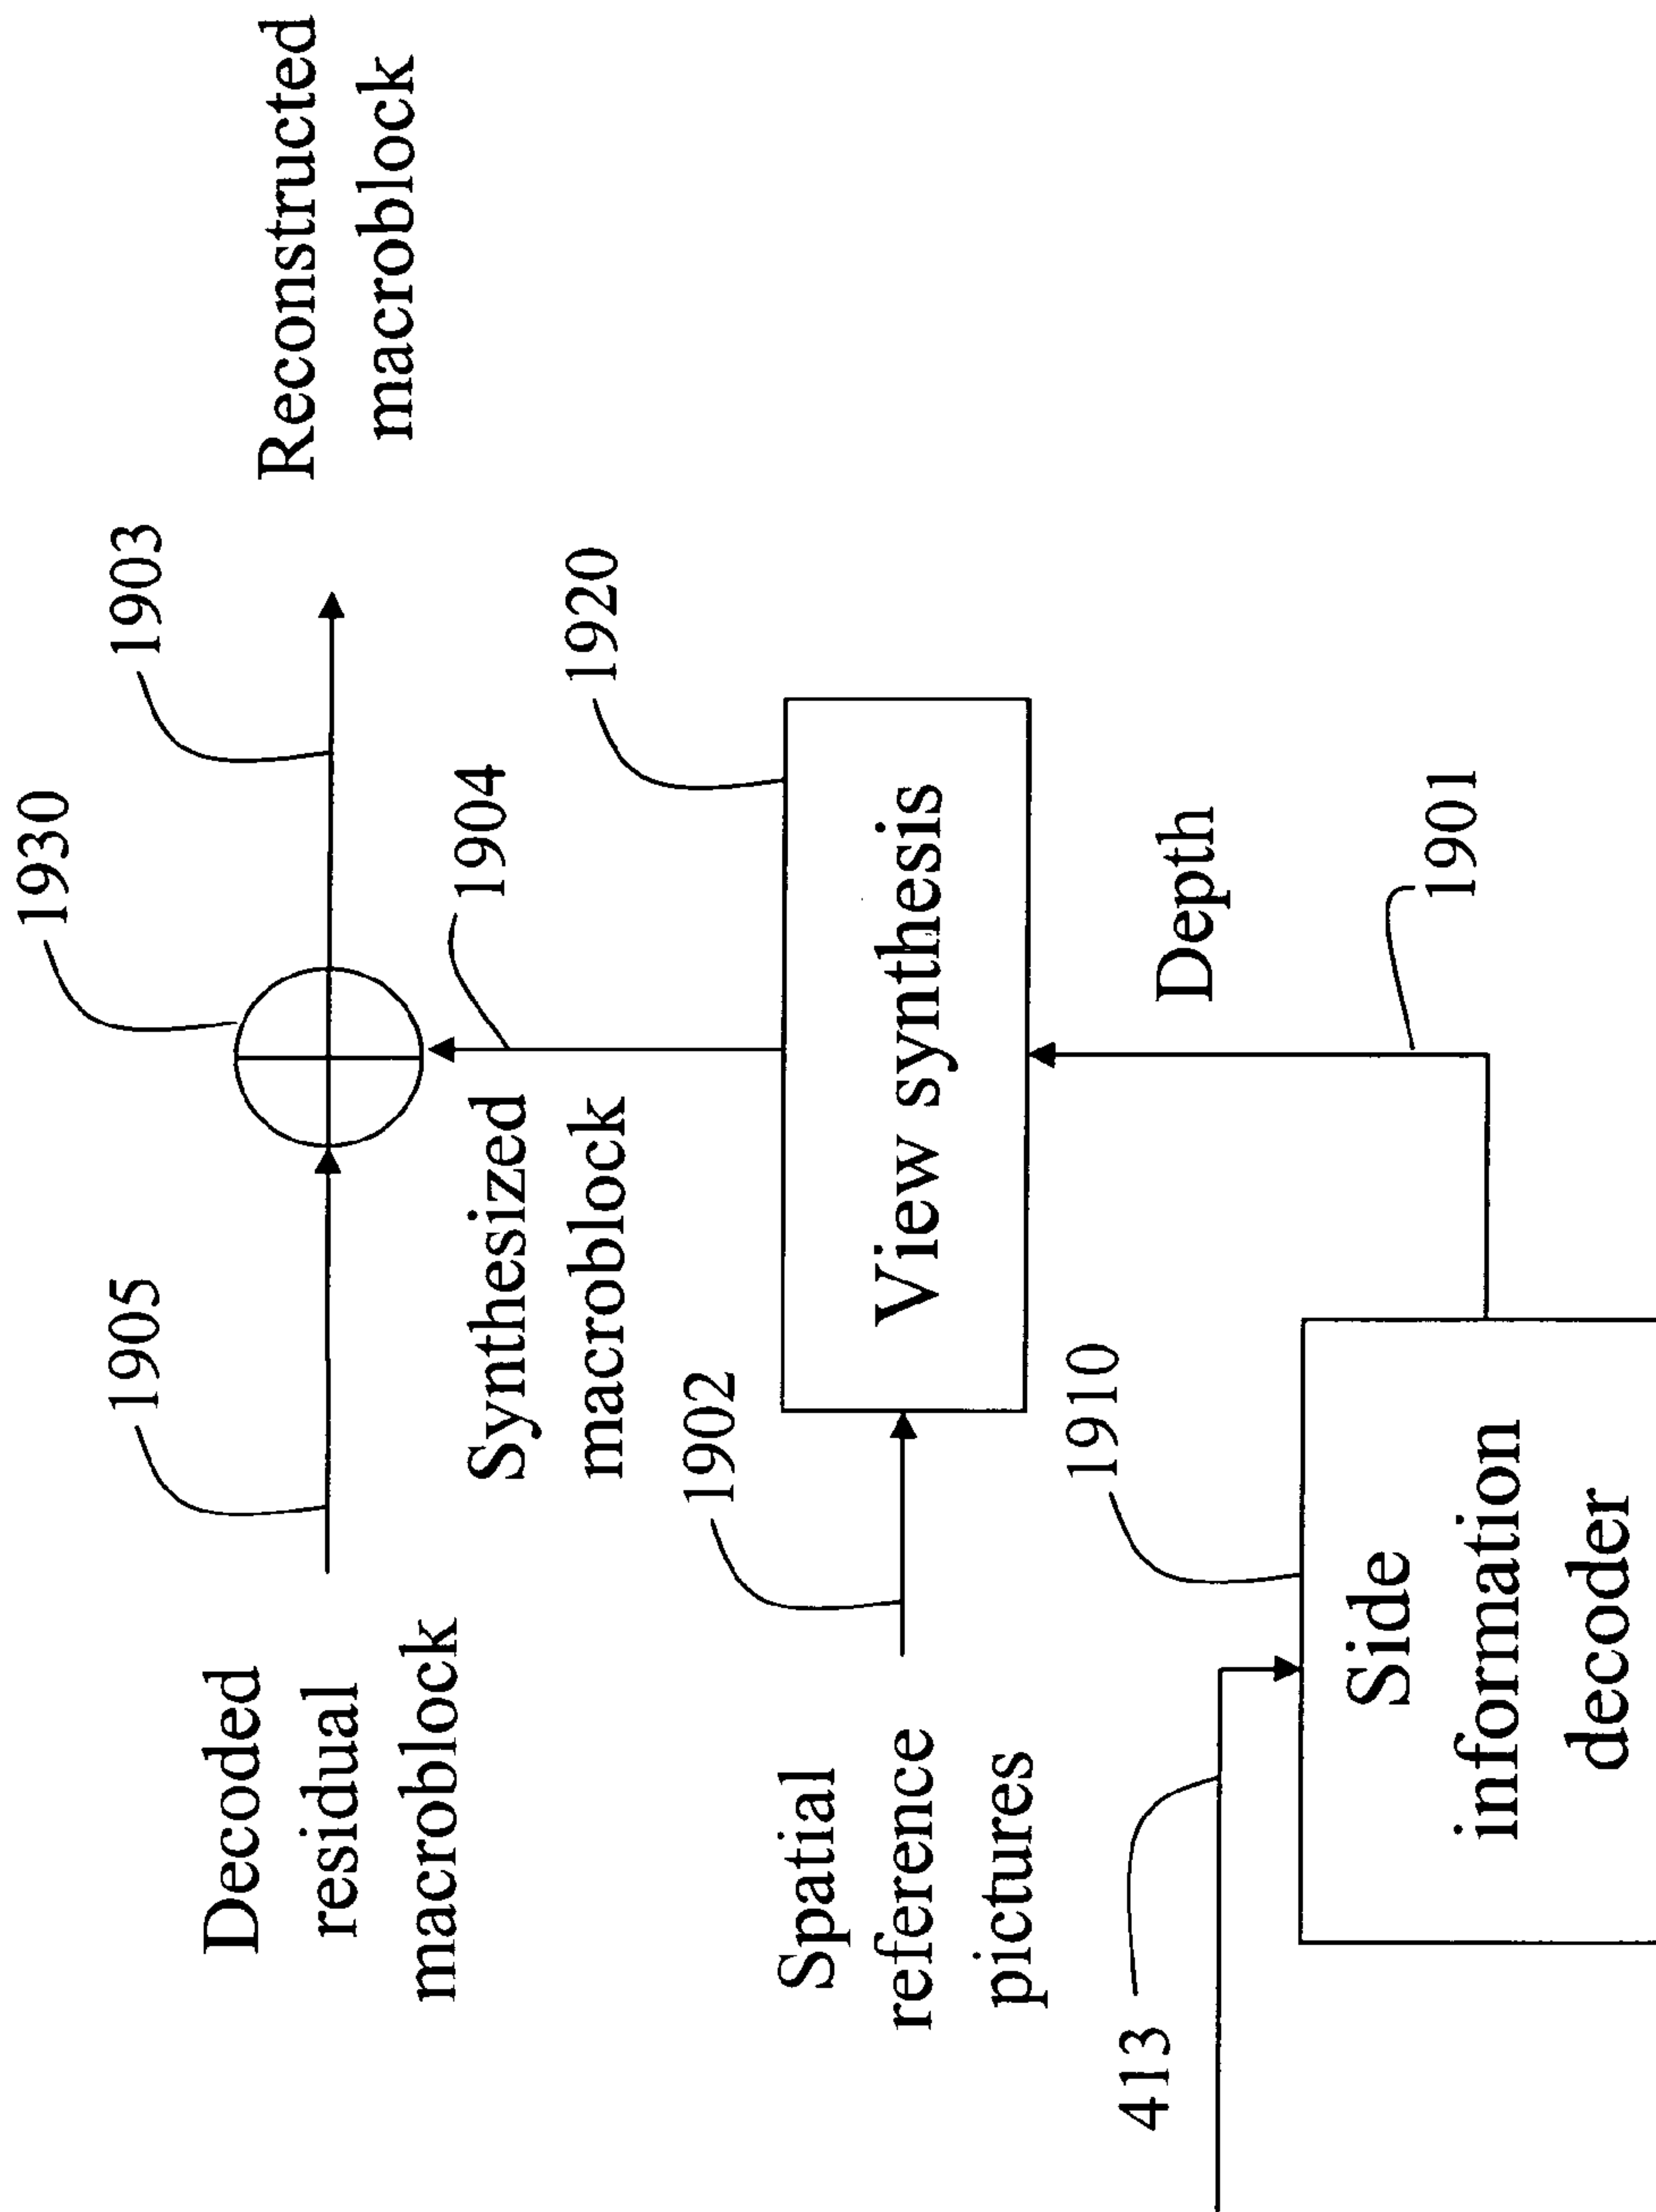 1930
1905
1903
Decoded
residual
macroblock
Reconstructed
macroblock
1904
Synthesized
macroblock
1920
1902
Spatial
reference
pictures
View synthesis
Depth
413
1910
1901
Side
information
decoder